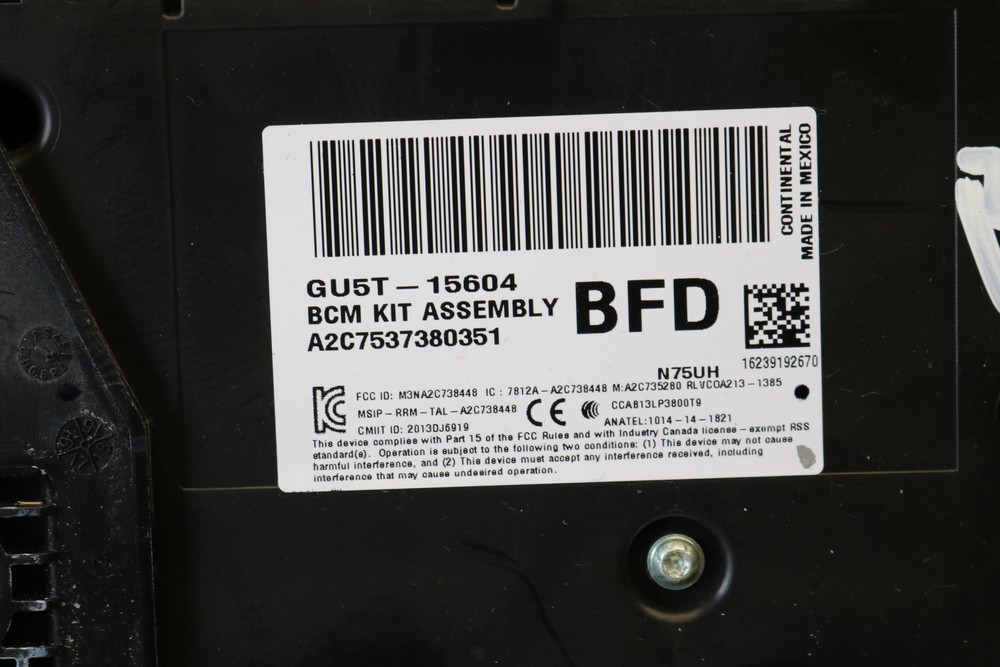 CONTINENTAL
MADE IN MEXICO
GU5T-15604
BCM KIT ASSEMBLY
A2C7537380351
BFD
16239192670
N75UH
FCC ID: M3NA2C738448 IC: 7812A-A2C738448 M:A2C735280 RLVCOA213-1385
MSIP-RRM-TAL-A2C738448 CE CCAB13LP3800T9
CMIIT ID: 2013DJ6919 ANATEL:1014-14-1821
This device complies with Part 15 of the FCC Rules and with Industry Canada license-exempt RSS
standard(s). Operation is subject to the following two conditions: (1) This device may not cause
harmful interference, and (2) This device must accept any interference received, including
interference that may cause undesired operation.